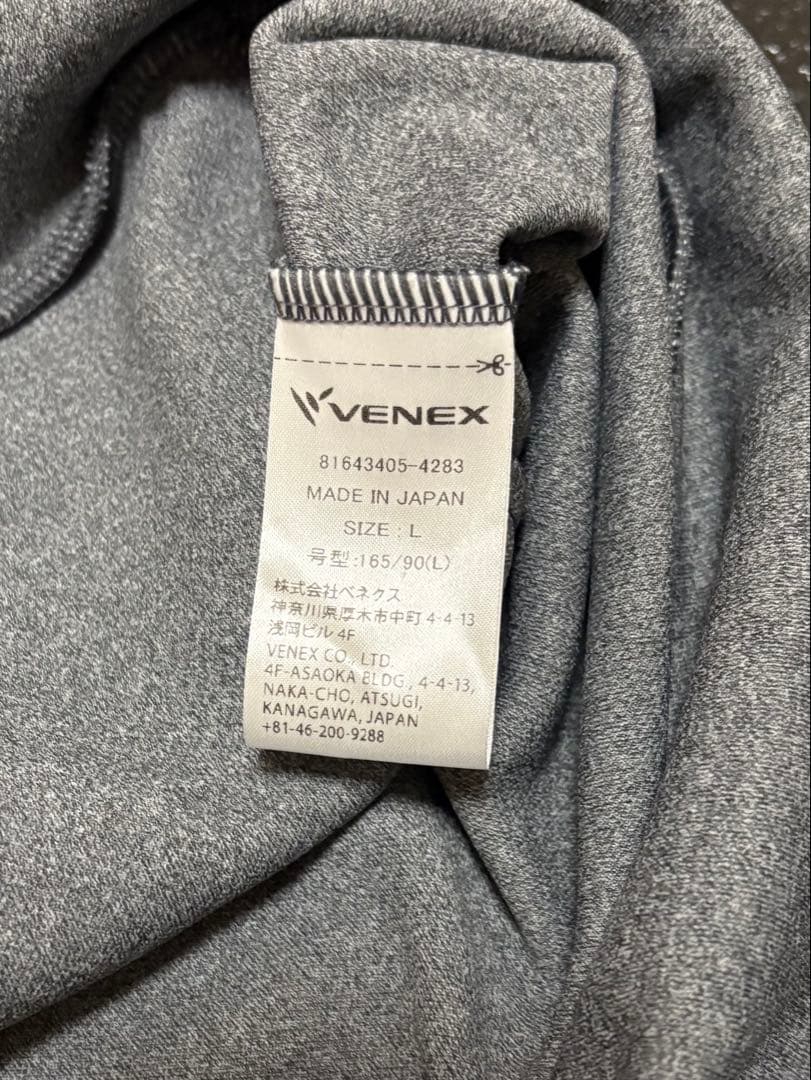 VENEX
81643405-4283
MADE IN JAPAN
SIZE : L
号型:165/90(L)
株式会社ベネクス
神奈川県厚木市中町 4-4-13
浅岡ビル 4F
VENEX CO., LTD.
4F-ASAOKA BLDG., 4-4-13,
NAKA-CHO, ATSUGI,
KANAGAWA, JAPAN
+81-46-200-9288